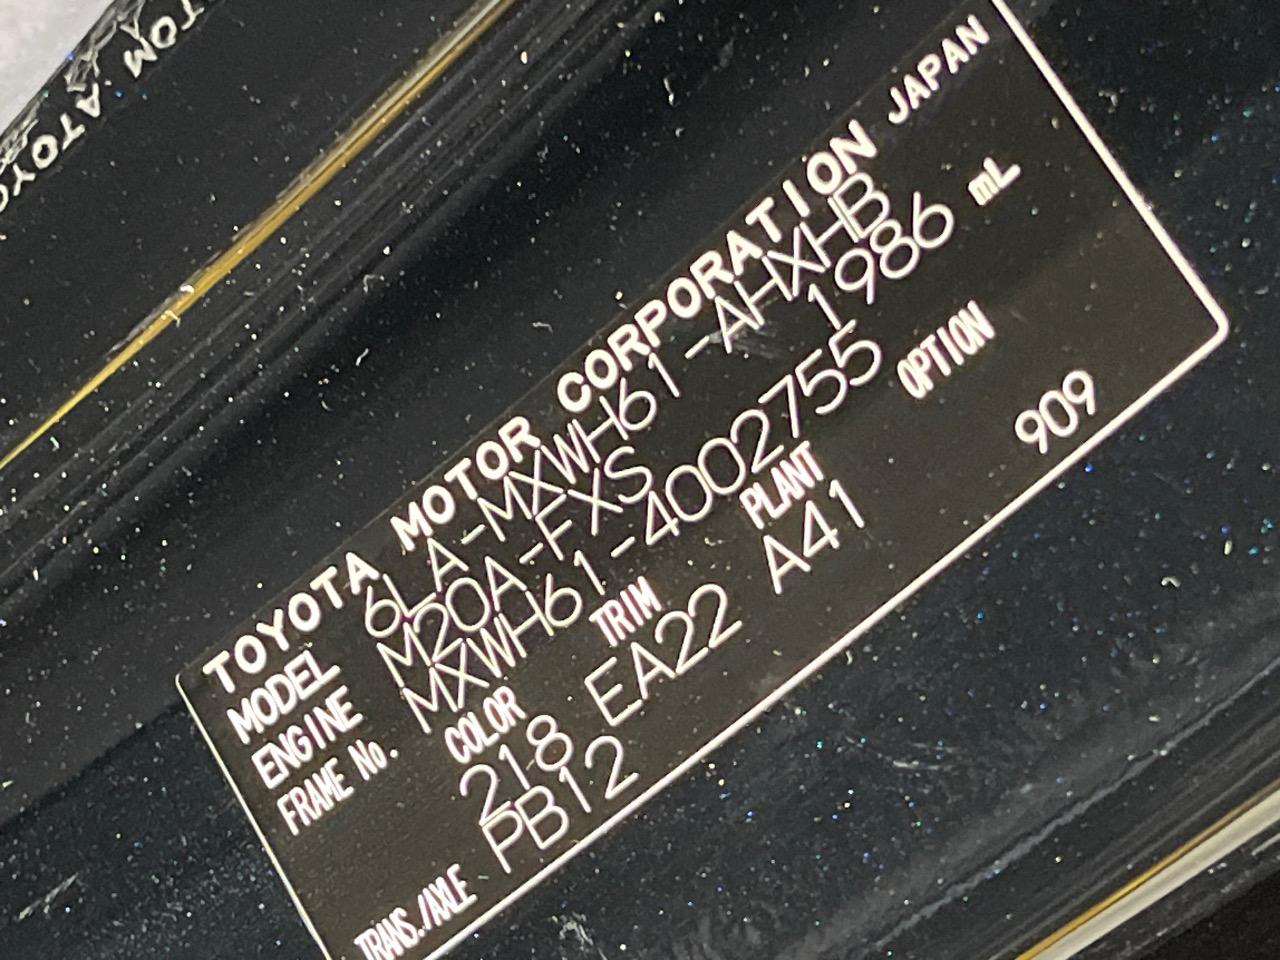 TOYOTA MOTOR CORPORATION JAPAN
MODEL 6LA-MXWH61-AHXHB
ENGINE M20A-FXS 1986 mL
FRAME No. MXWH61-4002755
COLOR TRIM PLANT OPTION
218 EA22 A41 909
TRANS./AXLE PB12